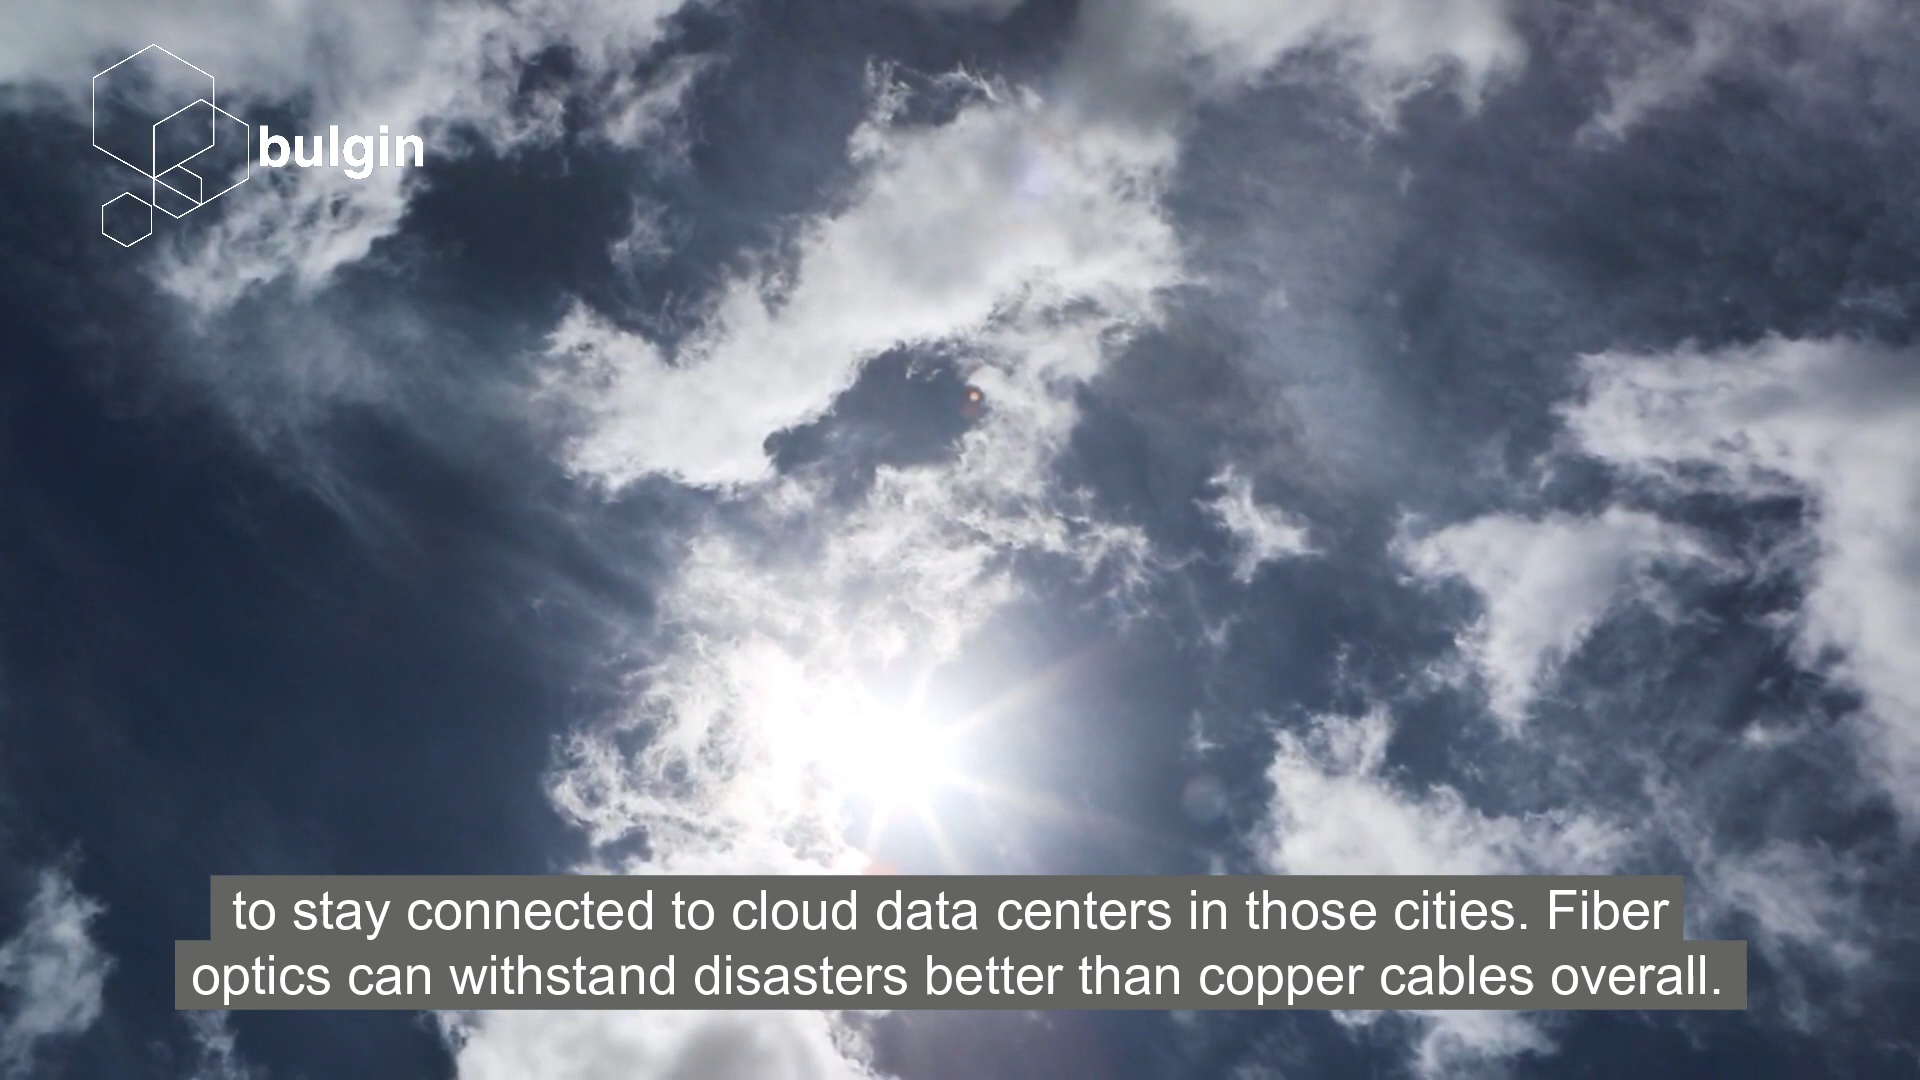 bulgin
to stay connected to cloud data centers in those cities. Fiber
optics can withstand disasters better than copper cables overall.